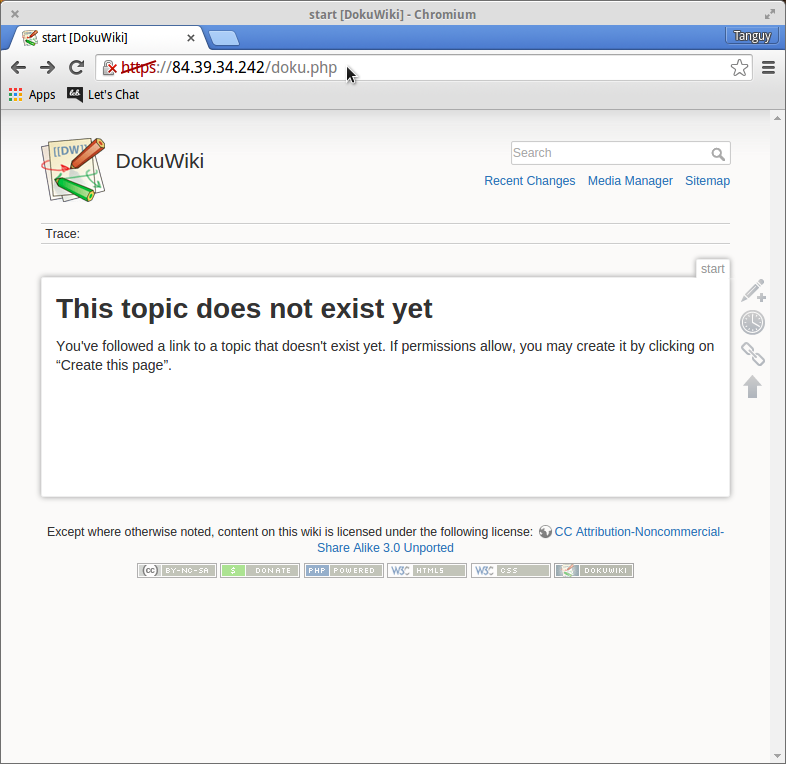 start [DokuWiki] - Chromium
start [DokuWiki]
Tanguy
https://84.39.34.242/doku.php
Apps
Let's Chat
[[DW]]
DokuWiki
Search
Recent Changes Media Manager Sitemap
Trace:
start
This topic does not exist yet
You've followed a link to a topic that doesn't exist yet. If permissions allow, you may create it by clicking on
“Create this page”.
Except where otherwise noted, content on this wiki is licensed under the following license: CC Attribution-Noncommercial-
Share Alike 3.0 Unported
(cc) BY-NC-SA $ DONATE PHP POWERED W3C HTML5 W3C CSS DOKUWIKI